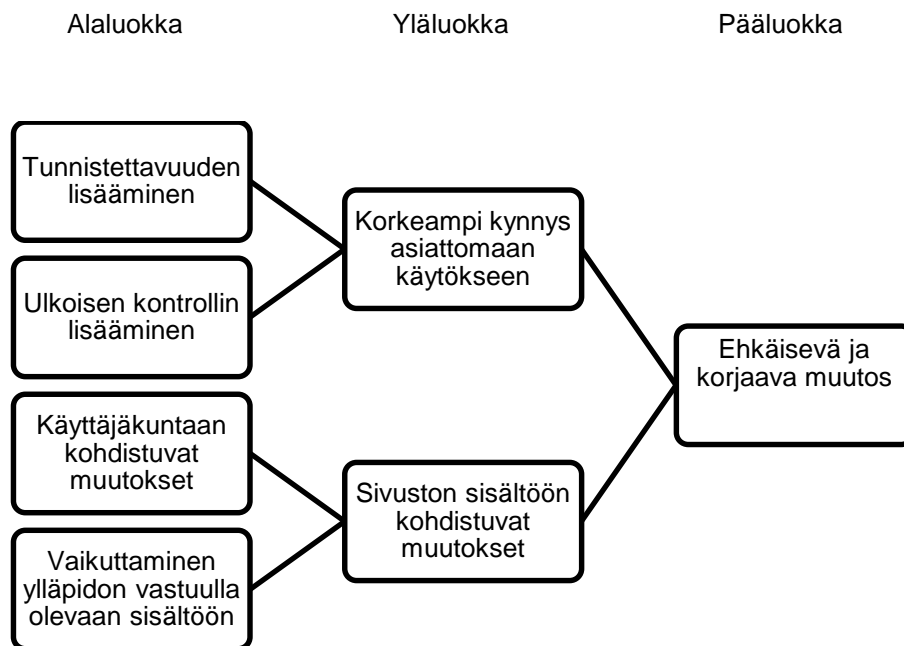 Alaluokka
Yläluokka
Pääluokka
Tunnistettavuuden
lisääminen
Ulkoisen kontrollin
lisääminen
Käyttäjäkuntaan
kohdistuvat
muutokset
Vaikuttaminen
ylläpidon vastuulla
olevaan sisältöön
Korkeampi kynnys
asiattomaan
käytökseen
Sivuston sisältöön
kohdistuvat
muutokset
Ehkäisevä ja
korjaava muutos